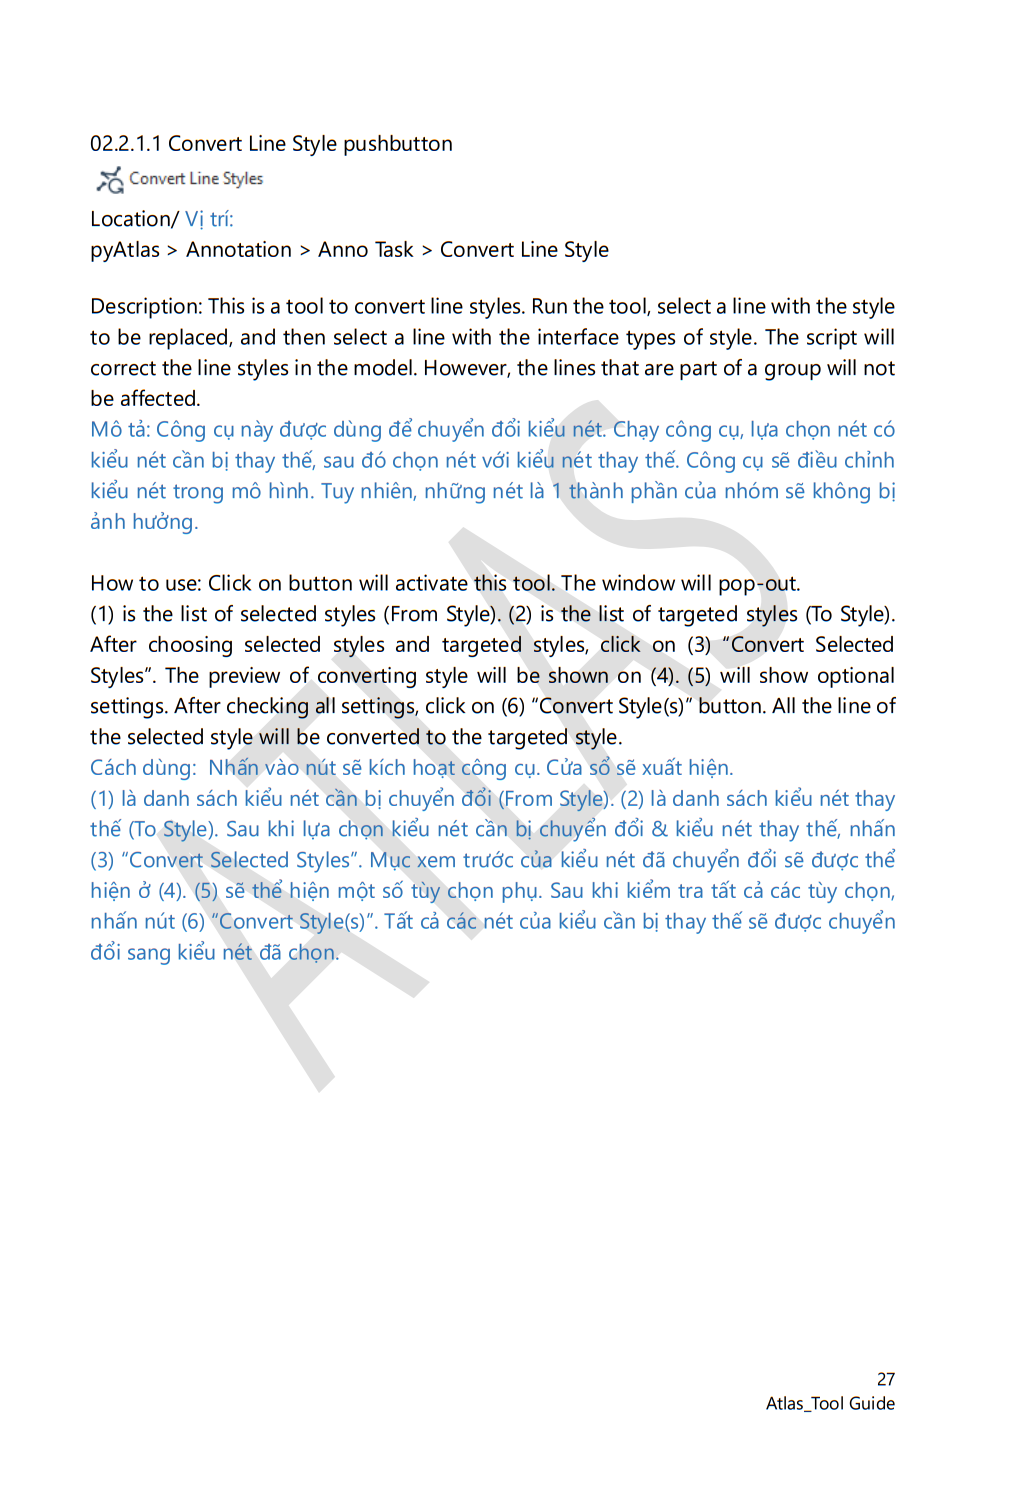 02.2.1.1 Convert Line Style pushbutton
Convert Line Styles
Location/ Vị trí:
pyAtlas > Annotation > Anno Task > Convert Line Style
Description: This is a tool to convert line styles. Run the tool, select a line with the style
to be replaced, and then select a line with the interface types of style. The script will
correct the line styles in the model. However, the lines that are part of a group will not
be affected.
Mô tả: Công cụ này được dùng để chuyển đổi kiểu nét. Chạy công cụ, lựa chọn nét có
kiểu nét cần bị thay thế, sau đó chọn nét với kiểu nét thay thế. Công cụ sẽ điều chỉnh
kiểu nét trong mô hình. Tuy nhiên, những nét là 1 thành phần của nhóm sẽ không bị
ảnh hưởng.
How to use: Click on button will activate this tool. The window will pop-out.
(1) is the list of selected styles (From Style). (2) is the list of targeted styles (To Style).
After choosing selected styles and targeted styles, click on (3) “Convert Selected
Styles”. The preview of converting style will be shown on (4). (5) will show optional
settings. After checking all settings, click on (6) “Convert Style(s)” button. All the line of
the selected style will be converted to the targeted style.
Cách dùng:  Nhấn vào nút sẽ kích hoạt công cụ. Cửa sổ sẽ xuất hiện.
(1) là danh sách kiểu nét cần bị chuyển đổi (From Style). (2) là danh sách kiểu nét thay
thế (To Style). Sau khi lựa chọn kiểu nét cần bị chuyển đổi & kiểu nét thay thế, nhấn
(3) “Convert Selected Styles”. Mục xem trước của kiểu nét đã chuyển đổi sẽ được thể
hiện ở (4). (5) sẽ thể hiện một số tùy chọn phụ. Sau khi kiểm tra tất cả các tùy chọn,
nhấn nút (6) “Convert Style(s)”. Tất cả các nét của kiểu cần bị thay thế sẽ được chuyển
đổi sang kiểu nét đã chọn.
ATLAS
27
Atlas_Tool Guide